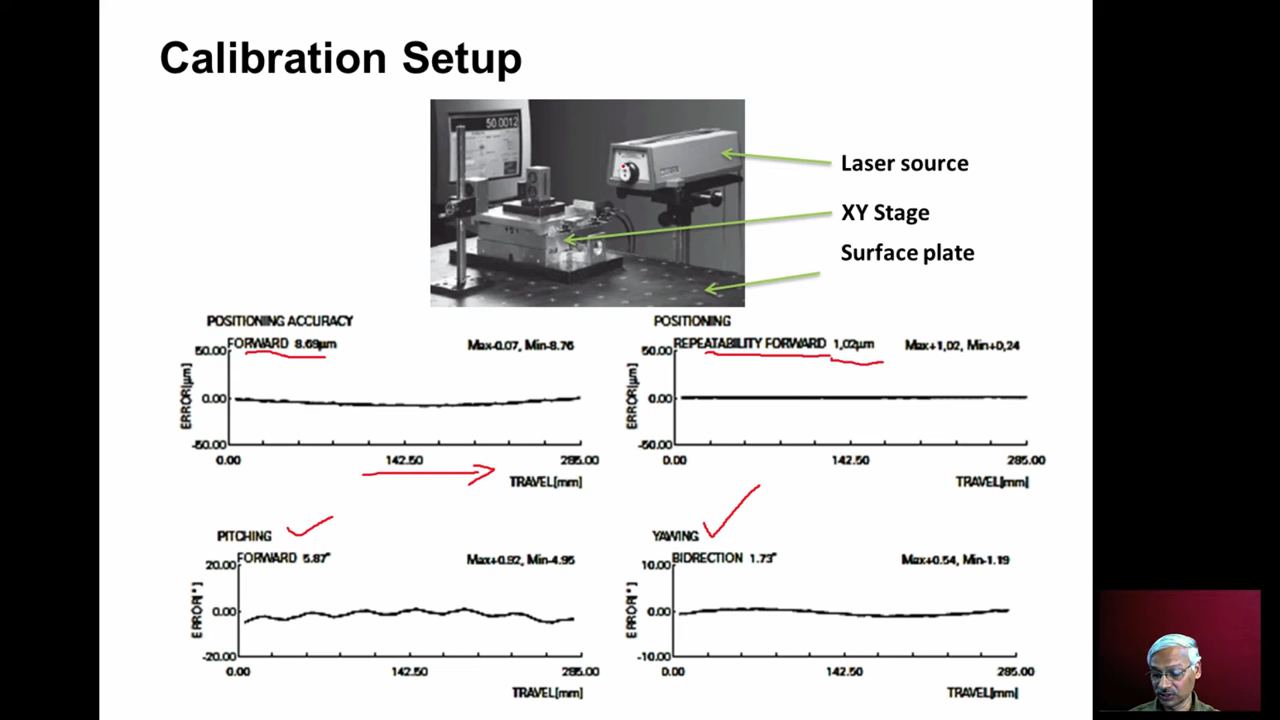 Calibration Setup
50.0012
Laser source
XY Stage
Surface plate
POSITIONING ACCURACY
FORWARD 8.69μm Max-0.07, Min-8.76
50.00
0.00
-50.00
ERROR[μm]
0.00 142.50 285.00
TRAVEL[mm]
POSITIONING
REPEATABILITY FORWARD 1,02μm Max+1,02, Min+0,24
50.00
0.00
-50.00
ERROR[μm]
0.00 142.50 285.00
TRAVEL[mm]
PITCHING
FORWARD 5.87" Max+0.92, Min-4.95
20.00
0.00
-20.00
ERROR["]
0.00 142.50 285.00
TRAVEL[mm]
YAWING
BIDRECTION 1.73" Max+0.54, Min-1.19
10.00
0.00
-10.00
ERROR["]
0.00 142.50 285.00
TRAVEL[mm]